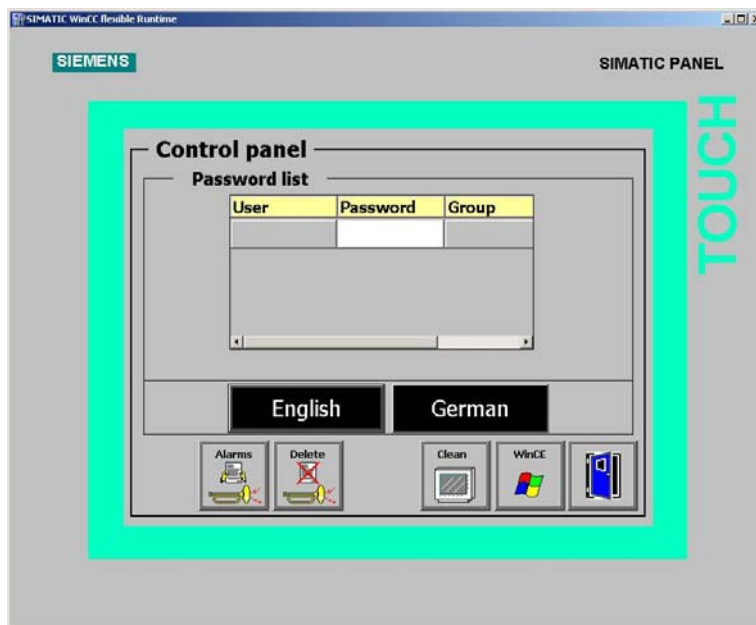 SIMATIC WinCC flexible Runtime
SIEMENS
SIMATIC PANEL
TOUCH
Control panel
Password list
User Password Group
English German
Alarms Delete Clean WinCE